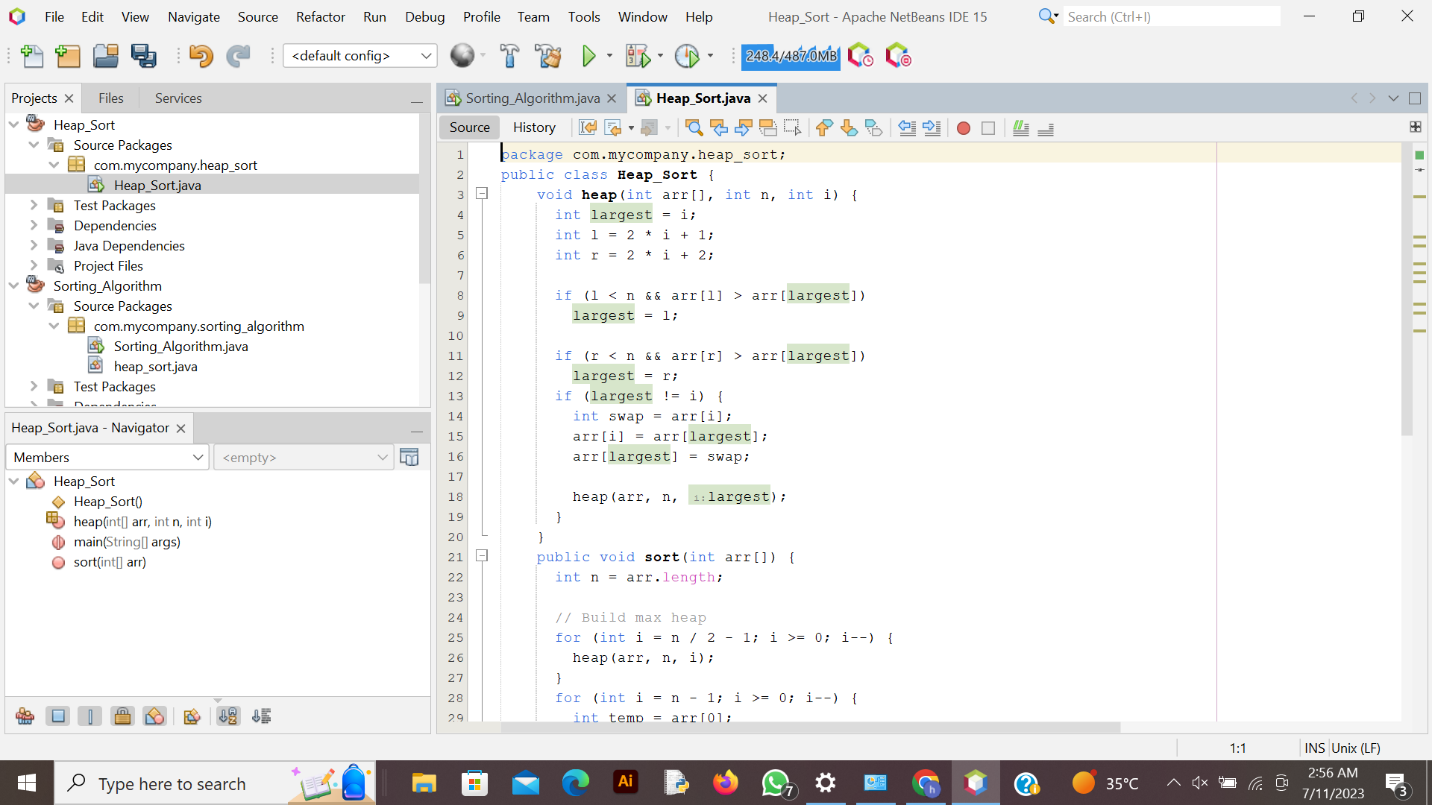 File Edit View Navigate Source Refactor Run Debug Profile Team Tools Window Help
Heap_Sort - Apache NetBeans IDE 15
Search (Ctrl+I)
<default config>
248.4/487.0MB
Projects Files Services
Heap_Sort
Source Packages
com.mycompany.heap_sort
Heap_Sort.java
Test Packages
Dependencies
Java Dependencies
Project Files
Sorting_Algorithm
Source Packages
com.mycompany.sorting_algorithm
Sorting_Algorithm.java
heap_sort.java
Test Packages
Dependencies
Heap_Sort.java - Navigator
Members
<empty>
Heap_Sort
Heap_Sort()
heap(int[] arr, int n, int i)
main(String[] args)
sort(int[] arr)
Sorting_Algorithm.java Heap_Sort.java
Source History
1 package com.mycompany.heap_sort;
2 public class Heap_Sort {
3 void heap(int arr[], int n, int i) {
4 int largest = i;
5 int l = 2 * i + 1;
6 int r = 2 * i + 2;
7
8 if (l < n && arr[l] > arr[largest])
9 largest = l;
10
11 if (r < n && arr[r] > arr[largest])
12 largest = r;
13 if (largest != i) {
14 int swap = arr[i];
15 arr[i] = arr[largest];
16 arr[largest] = swap;
17
18 heap(arr, n, i:largest);
19 }
20 }
21 public void sort(int arr[]) {
22 int n = arr.length;
23
24 // Build max heap
25 for (int i = n / 2 - 1; i >= 0; i--) {
26 heap(arr, n, i);
27 }
28 for (int i = n - 1; i >= 0; i--) {
29 int temp = arr[0];
1:1
INS
Unix (LF)
Type here to search
Ai
7
35°C
2:56 AM
7/11/2023
3